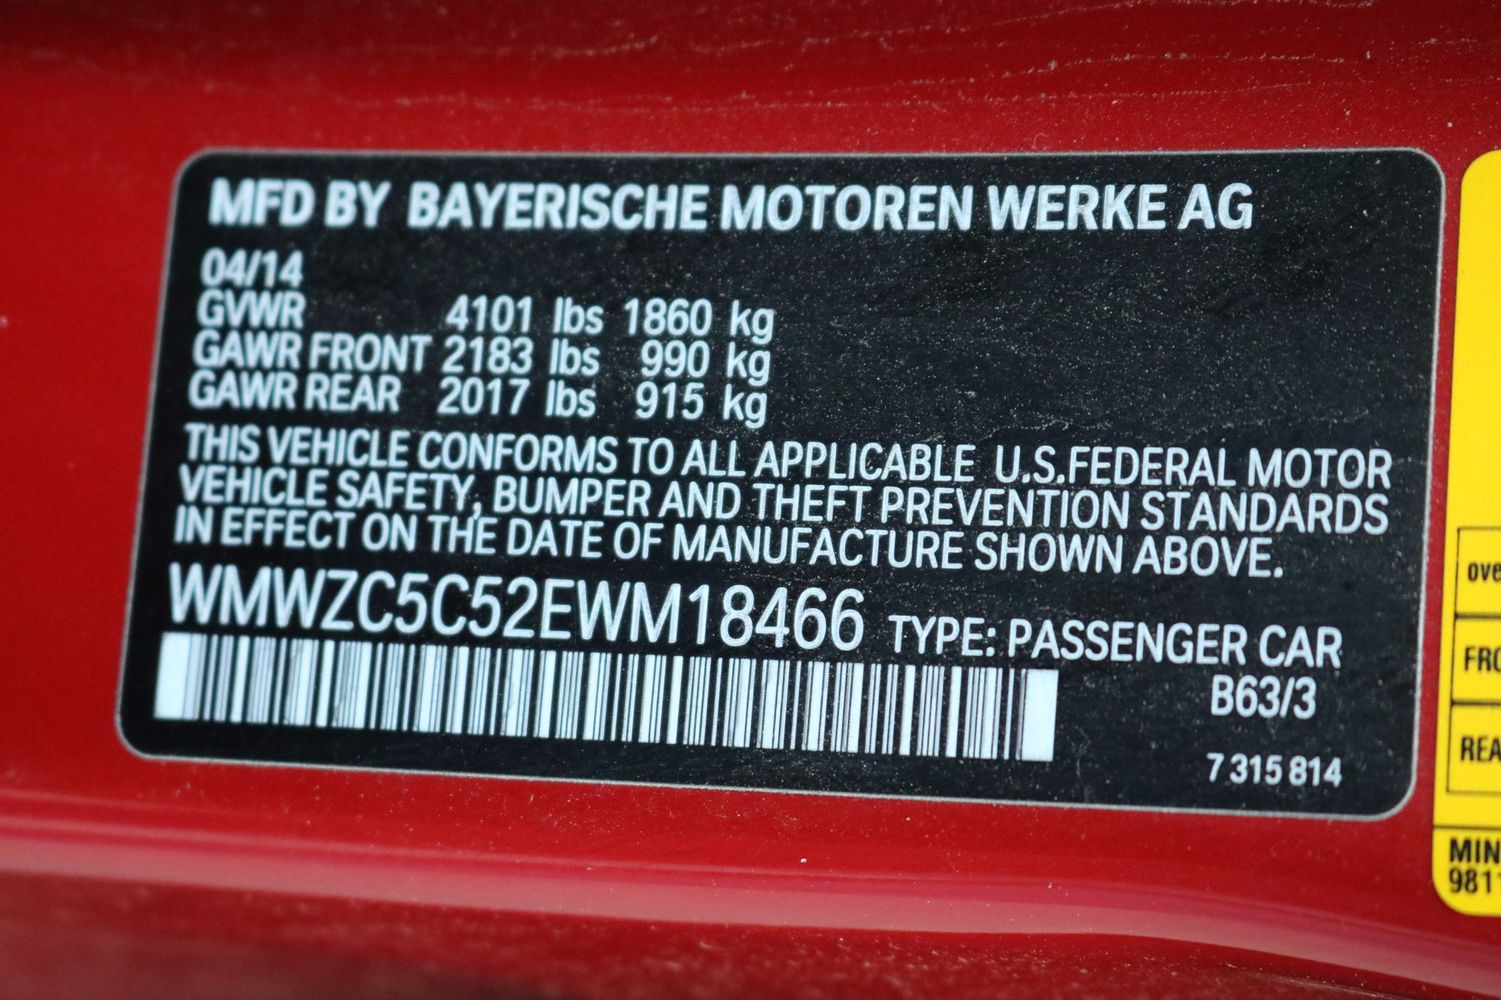 MFD BY BAYERISCHE MOTOREN WERKE AG
04/14
GVWR 4101 lbs 1860 kg
GAWR FRONT 2183 lbs 990 kg
GAWR REAR 2017 lbs 915 kg
THIS VEHICLE CONFORMS TO ALL APPLICABLE U.S.FEDERAL MOTOR
VEHICLE SAFETY, BUMPER AND THEFT PREVENTION STANDARDS
IN EFFECT ON THE DATE OF MANUFACTURE SHOWN ABOVE.
WMWZC5C52EWM18466 TYPE: PASSENGER CAR
B63/3
7 315 814